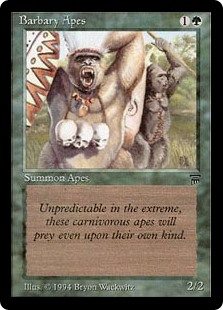 Barbary Apes 1
Summon Apes
Unpredictable in the extreme,
these carnivorous apes will
prey even upon their own kind.
Illus. © 1994 Bryon Wackwitz 2/2